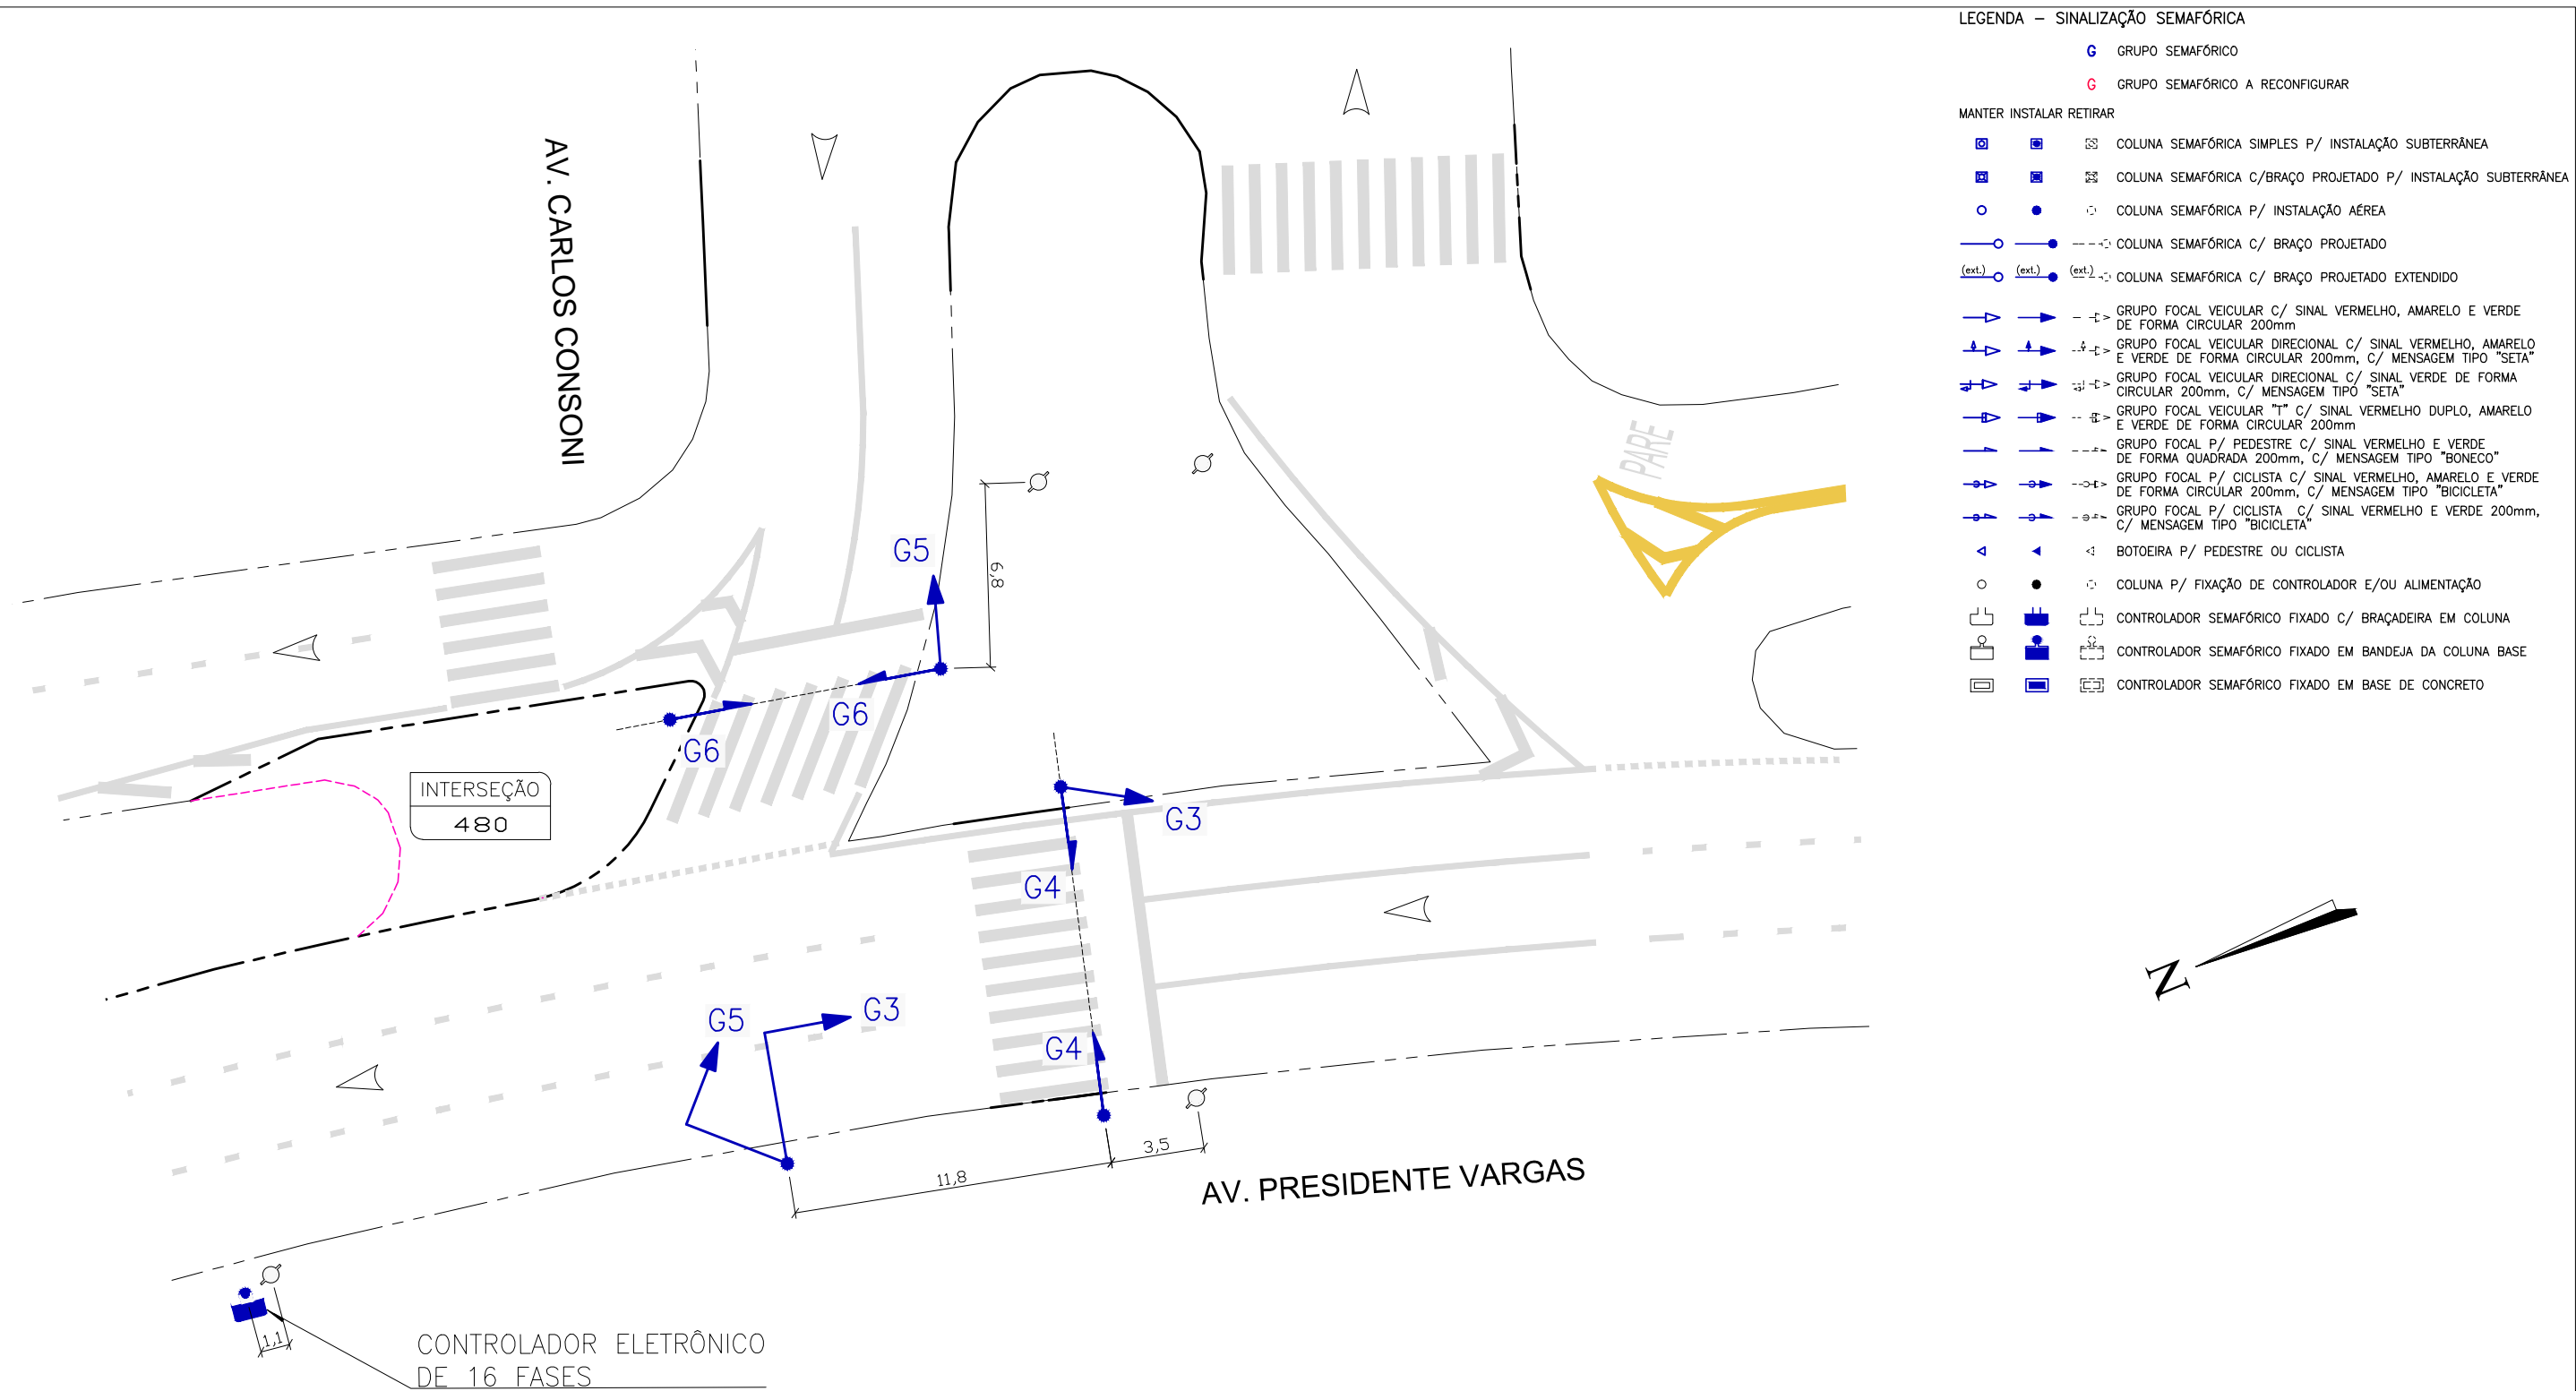 LEGENDA – SINALIZAÇÃO SEMAFÓRICA
G GRUPO SEMAFÓRICO
G GRUPO SEMAFÓRICO A RECONFIGURAR
MANTER INSTALAR RETIRAR
COLUNA SEMAFÓRICA SIMPLES P/ INSTALAÇÃO SUBTERRÂNEA
COLUNA SEMAFÓRICA C/BRAÇO PROJETADO P/ INSTALAÇÃO SUBTERRÂNEA
COLUNA SEMAFÓRICA P/ INSTALAÇÃO AÉREA
COLUNA SEMAFÓRICA C/ BRAÇO PROJETADO
(ext.) (ext.) (ext.) COLUNA SEMAFÓRICA C/ BRAÇO PROJETADO EXTENDIDO
GRUPO FOCAL VEICULAR C/ SINAL VERMELHO, AMARELO E VERDE
DE FORMA CIRCULAR 200mm
GRUPO FOCAL VEICULAR DIRECIONAL C/ SINAL VERMELHO, AMARELO
E VERDE DE FORMA CIRCULAR 200mm, C/ MENSAGEM TIPO "SETA"
GRUPO FOCAL VEICULAR DIRECIONAL C/ SINAL VERDE DE FORMA
CIRCULAR 200mm, C/ MENSAGEM TIPO "SETA"
GRUPO FOCAL VEICULAR "T" C/ SINAL VERMELHO DUPLO, AMARELO
E VERDE DE FORMA CIRCULAR 200mm
GRUPO FOCAL P/ PEDESTRE C/ SINAL VERMELHO E VERDE
DE FORMA QUADRADA 200mm, C/ MENSAGEM TIPO "BONECO"
GRUPO FOCAL P/ CICLISTA C/ SINAL VERMELHO, AMARELO E VERDE
DE FORMA CIRCULAR 200mm, C/ MENSAGEM TIPO "BICICLETA"
GRUPO FOCAL P/ CICLISTA C/ SINAL VERMELHO E VERDE 200mm,
C/ MENSAGEM TIPO "BICICLETA"
BOTOEIRA P/ PEDESTRE OU CICLISTA
COLUNA P/ FIXAÇÃO DE CONTROLADOR E/OU ALIMENTAÇÃO
CONTROLADOR SEMAFÓRICO FIXADO C/ BRAÇADEIRA EM COLUNA
CONTROLADOR SEMAFÓRICO FIXADO EM BANDEJA DA COLUNA BASE
CONTROLADOR SEMAFÓRICO FIXADO EM BASE DE CONCRETO
AV. CARLOS CONSONI
PARE
G5
6,8
G6
G6
INTERSEÇÃO
480
G3
G4
G5
G3
G4
N
3,5
11,8
AV. PRESIDENTE VARGAS
1,1
CONTROLADOR ELETRÔNICO
DE 16 FASES